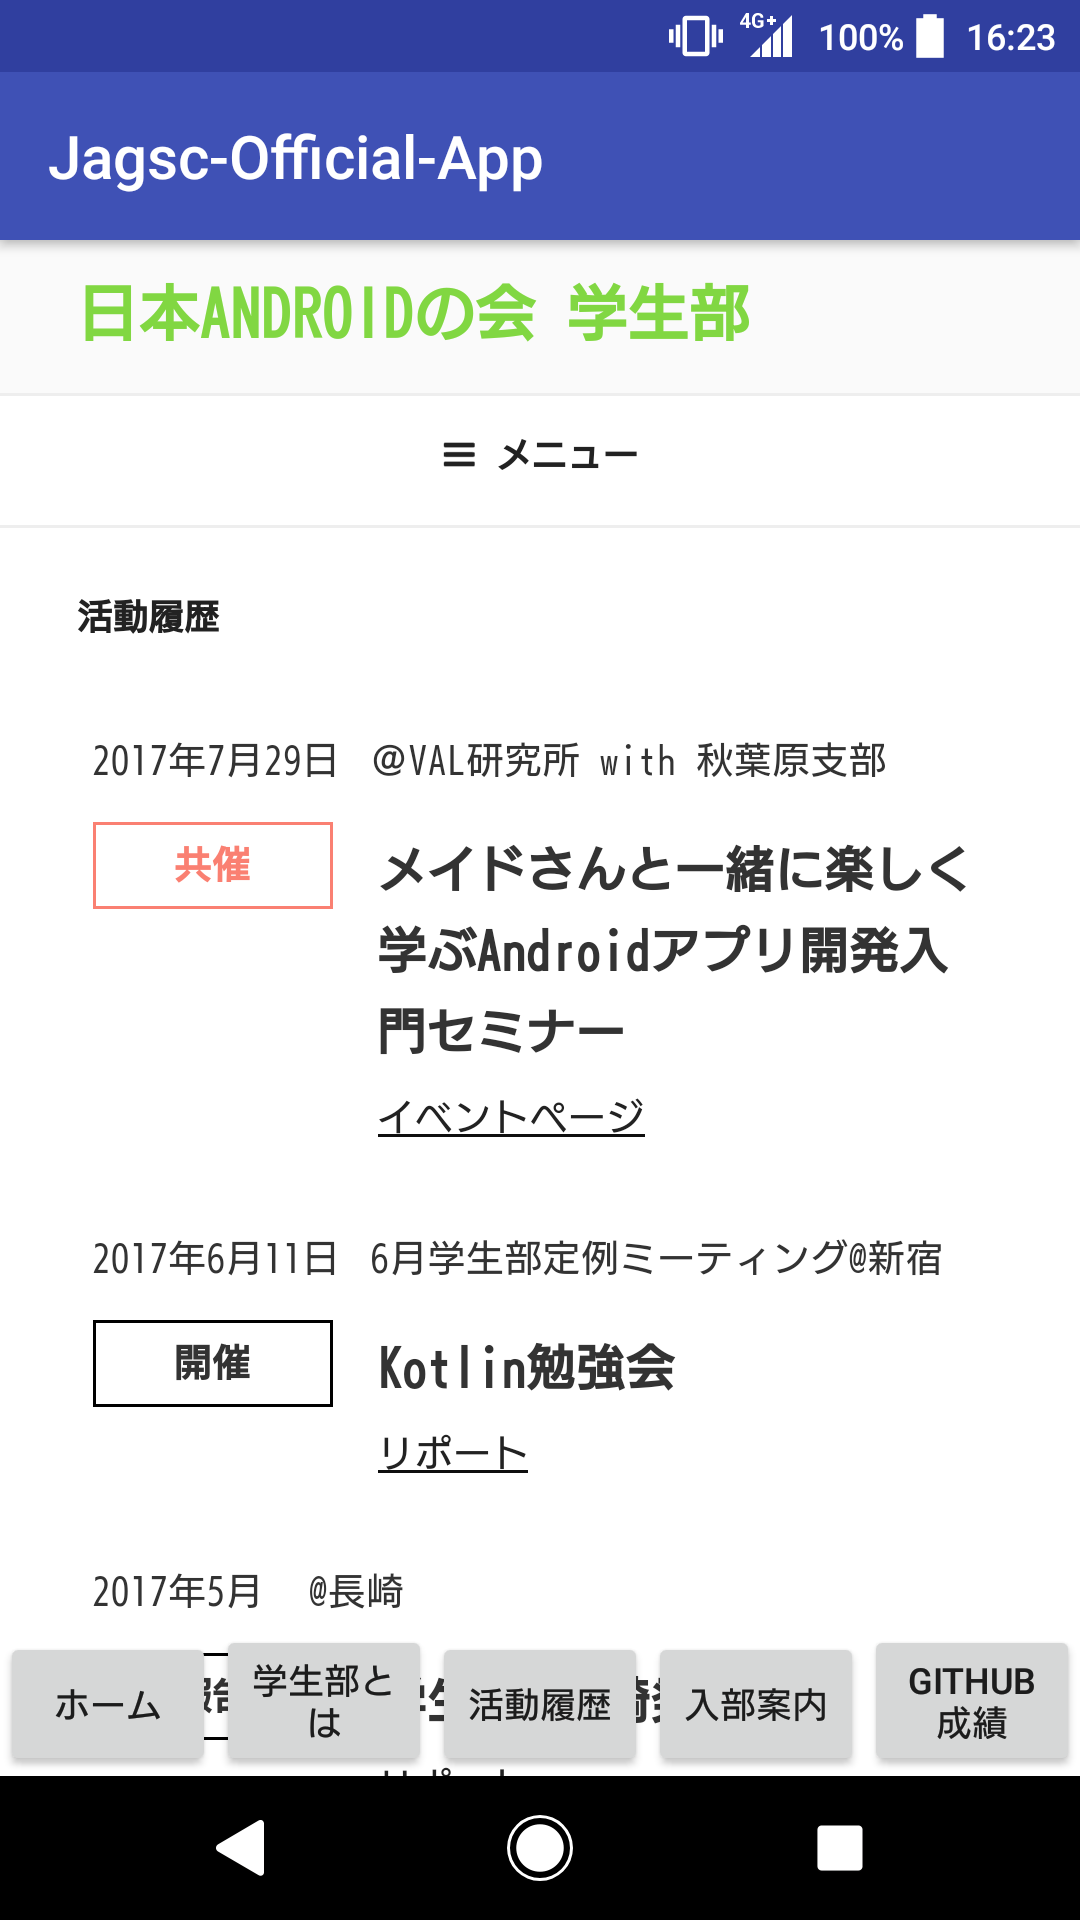 4G+ 100% 16:23
Jagsc-Official-App
日本ANDROIDの会 学生部
メニュー
活動履歴
2017年7月29日 @VAL研究所 with 秋葉原支部
共催
メイドさんと一緒に楽しく
学ぶAndroidアプリ開発入
門セミナー
イベントページ
2017年6月11日 6月学生部定例ミーティング@新宿
開催
Kotlin勉強会
リポート
2017年5月 @長崎
ホーム
学生部と
は
活動履歴
入部案内
GITHUB
成績